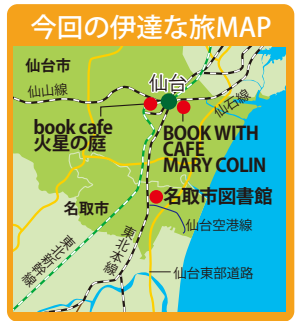 今回の伊達な旅MAP
仙台市
仙山線
仙台
仙石線
book cafe
火星の庭
BOOK WITH
CAFE
MARY COLIN
名取市図書館
名取市
仙台空港線
東北本線
東北新幹線
仙台東部道路